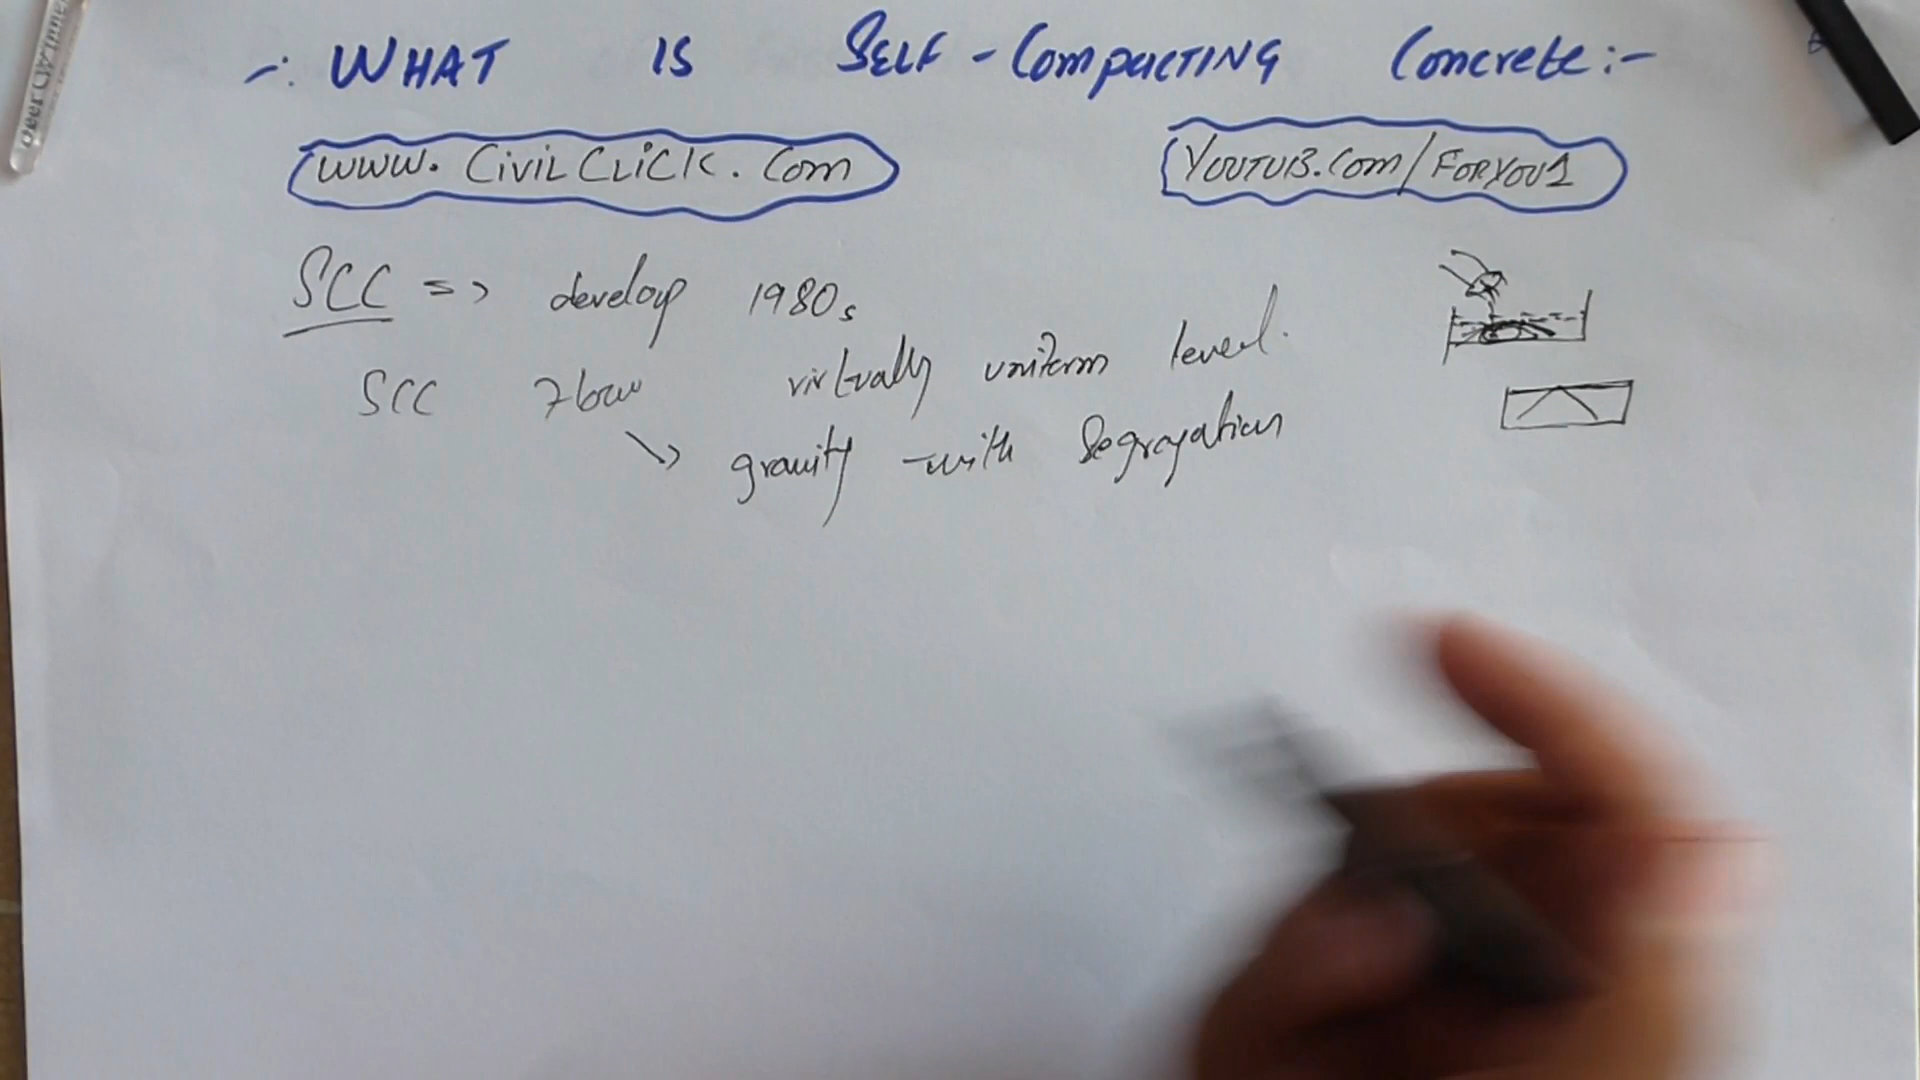 -: WHAT IS SELF-COMPACTING Concrete:-
www.CivilClick.Com
YOUTUB.Com/FORYOU1
SCC => develop 1980s
SCC flow virtually uniform level.
gravity with Segragation